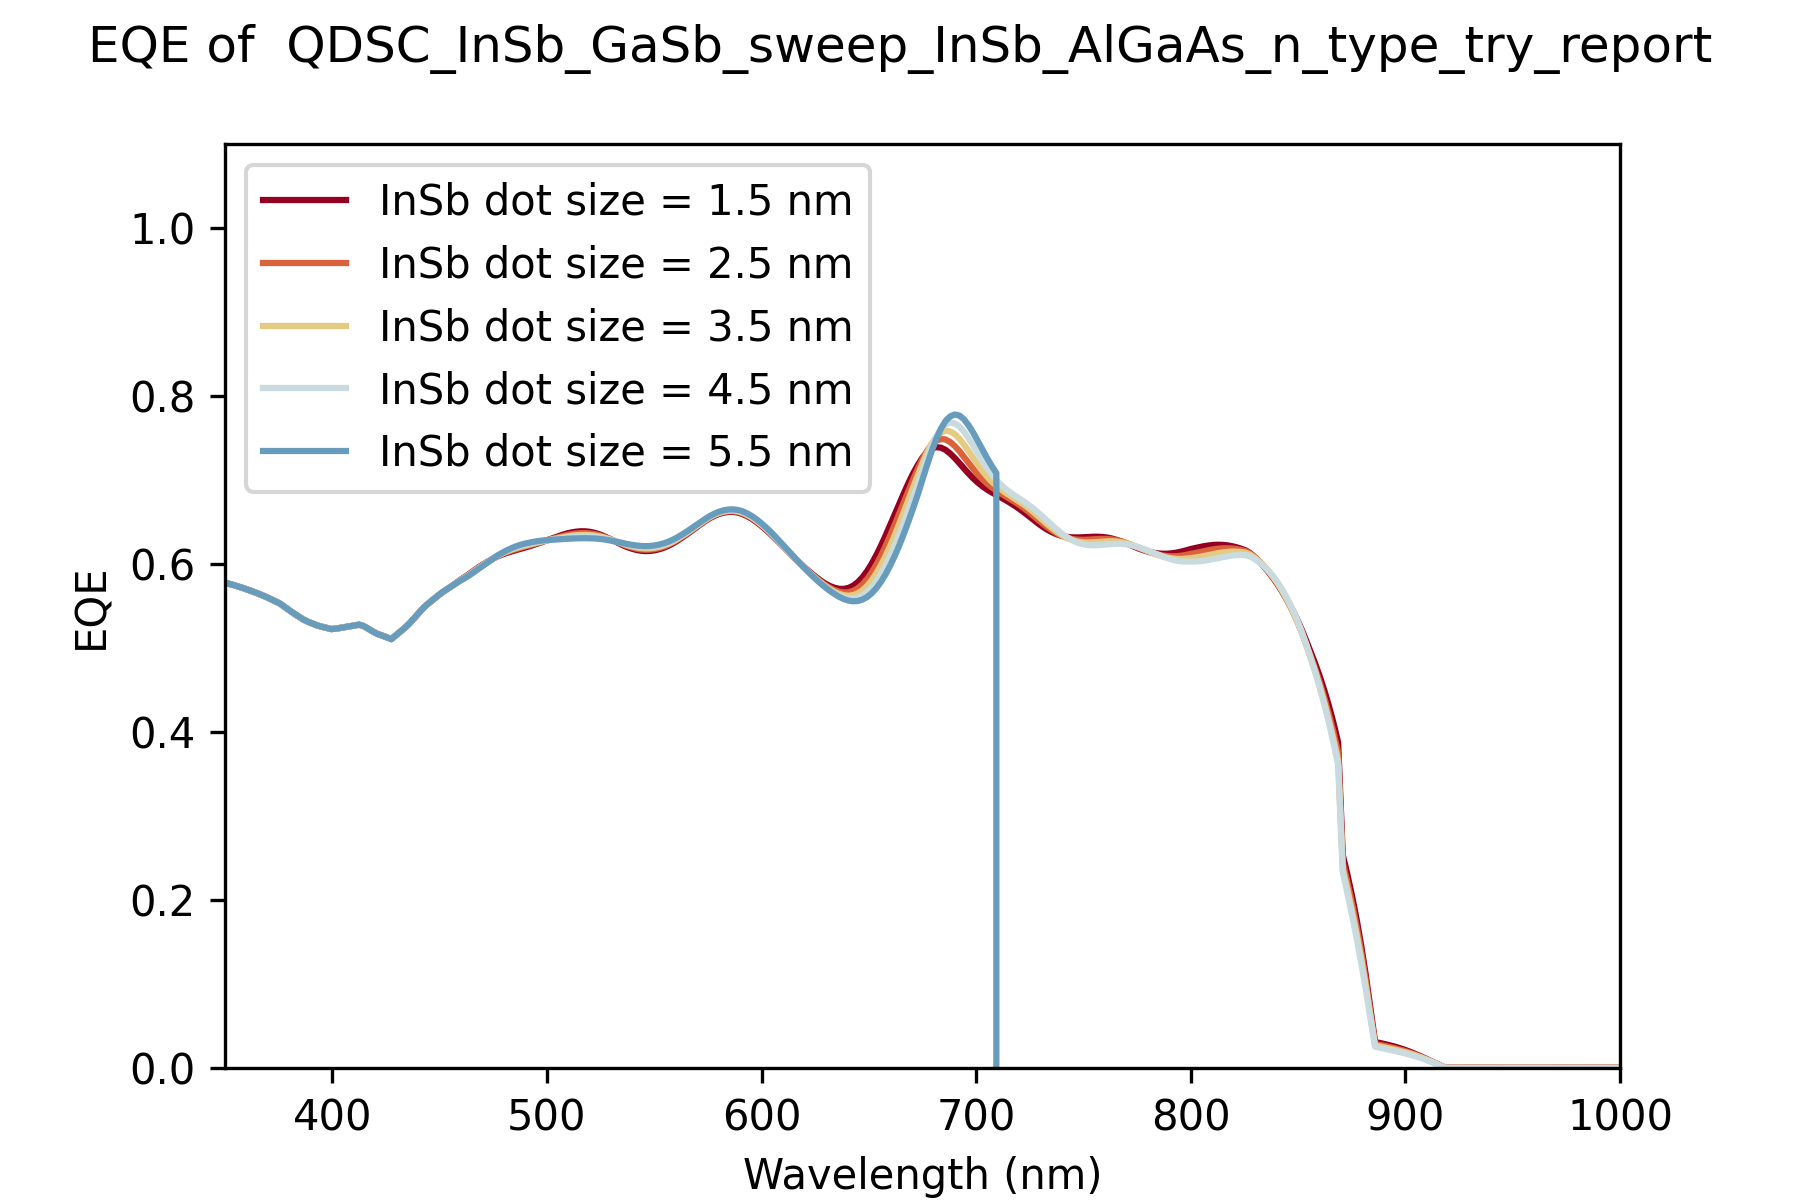 EQE of  QDSC_InSb_GaSb_sweep_InSb_AlGaAs_n_type_try_report
InSb dot size = 1.5 nm
InSb dot size = 2.5 nm
InSb dot size = 3.5 nm
InSb dot size = 4.5 nm
InSb dot size = 5.5 nm
EQE
1.0
0.8
0.6
0.4
0.2
0.0
400 500 600 700 800 900 1000
Wavelength (nm)